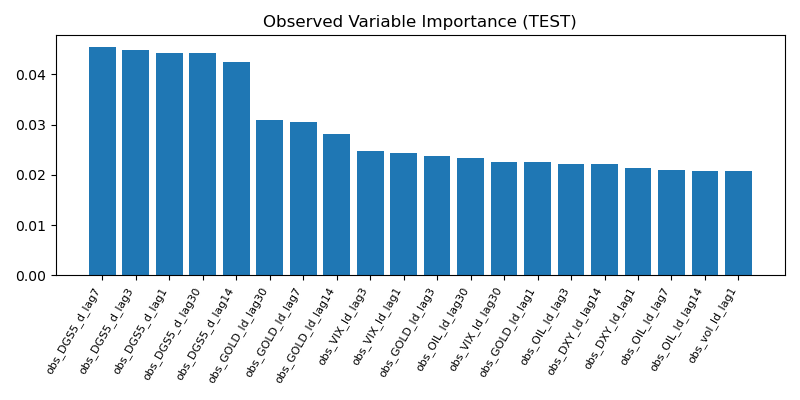 Observed Variable Importance (TEST)
0.04
0.03
0.02
0.01
0.00
obs_DGS5_d_lag7
obs_DGS5_d_lag3
obs_DGS5_d_lag1
obs_DGS5_d_lag30
obs_DGS5_d_lag14
obs_GOLD_ld_lag30
obs_GOLD_ld_lag7
obs_GOLD_ld_lag14
obs_VIX_ld_lag3
obs_VIX_ld_lag1
obs_GOLD_ld_lag3
obs_OIL_ld_lag30
obs_VIX_ld_lag30
obs_GOLD_ld_lag1
obs_OIL_ld_lag3
obs_DXY_ld_lag14
obs_DXY_ld_lag1
obs_OIL_ld_lag7
obs_OIL_ld_lag14
obs_vol_ld_lag1